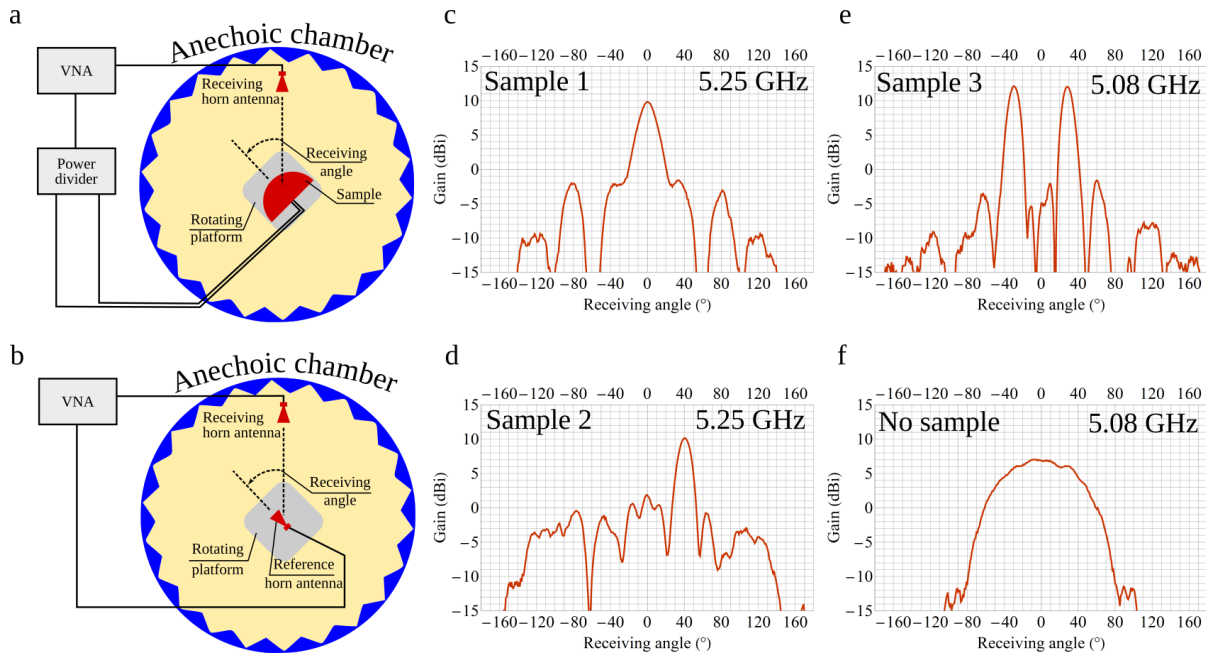 a
Anechoic chamber
VNA
Receiving
horn antenna
Power
divider
Receiving
angle
Sample
Rotating
platform
b
Anechoic chamber
VNA
Receiving
horn antenna
Receiving
angle
Rotating
platform
Reference
horn antenna
c
−160 −120 −80 −40 0 40 80 120 160
Sample 1 5.25 GHz
15
10
5
0
−5
−10
−15
Gain (dBi)
−160 −120 −80 −40 0 40 80 120 160
Receiving angle (°)
d
−160 −120 −80 −40 0 40 80 120 160
Sample 2 5.25 GHz
15
10
5
0
−5
−10
−15
Gain (dBi)
−160 −120 −80 −40 0 40 80 120 160
Receiving angle (°)
e
−160 −120 −80 −40 0 40 80 120 160
Sample 3 5.08 GHz
15
10
5
0
−5
−10
−15
Gain (dBi)
−160 −120 −80 −40 0 40 80 120 160
Receiving angle (°)
f
−160 −120 −80 −40 0 40 80 120 160
No sample 5.08 GHz
15
10
5
0
−5
−10
−15
Gain (dBi)
−160 −120 −80 −40 0 40 80 120 160
Receiving angle (°)